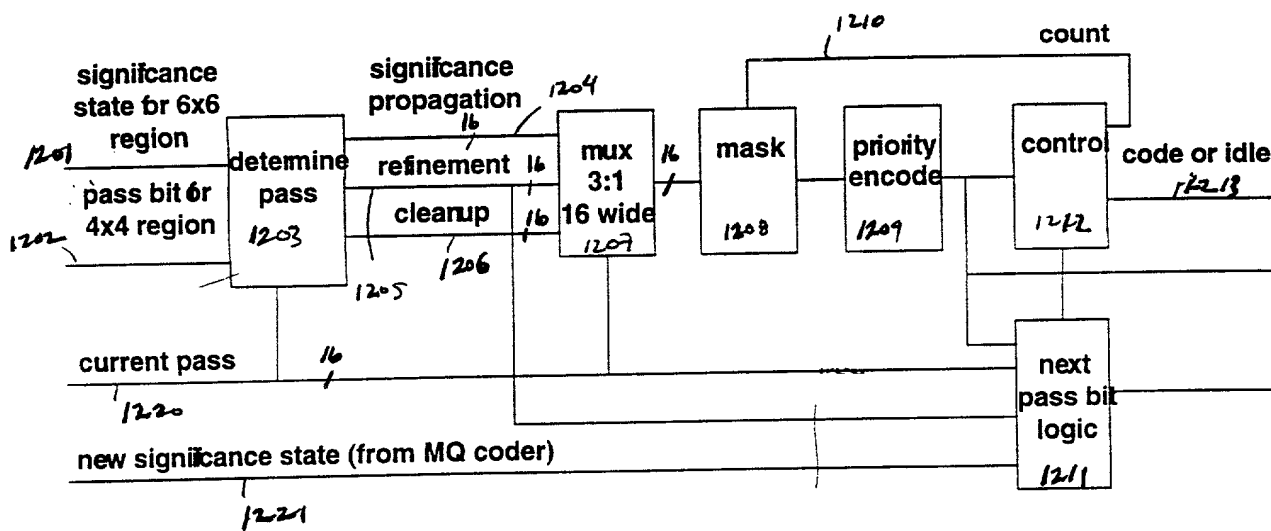 1210
count
significance
state for 6x6
region
significance
propagation
1204
16
1201
determine
pass
1203
refinement
16
mux
3:1
16 wide
1207
16
mask
1208
priority
encode
1209
control
1212
code or idle
1213
pass bit for
4x4 region
1202
cleanup
16
1205
1206
current pass
16
1220
next
pass bit
logic
1211
new significance state (from MQ coder)
1221